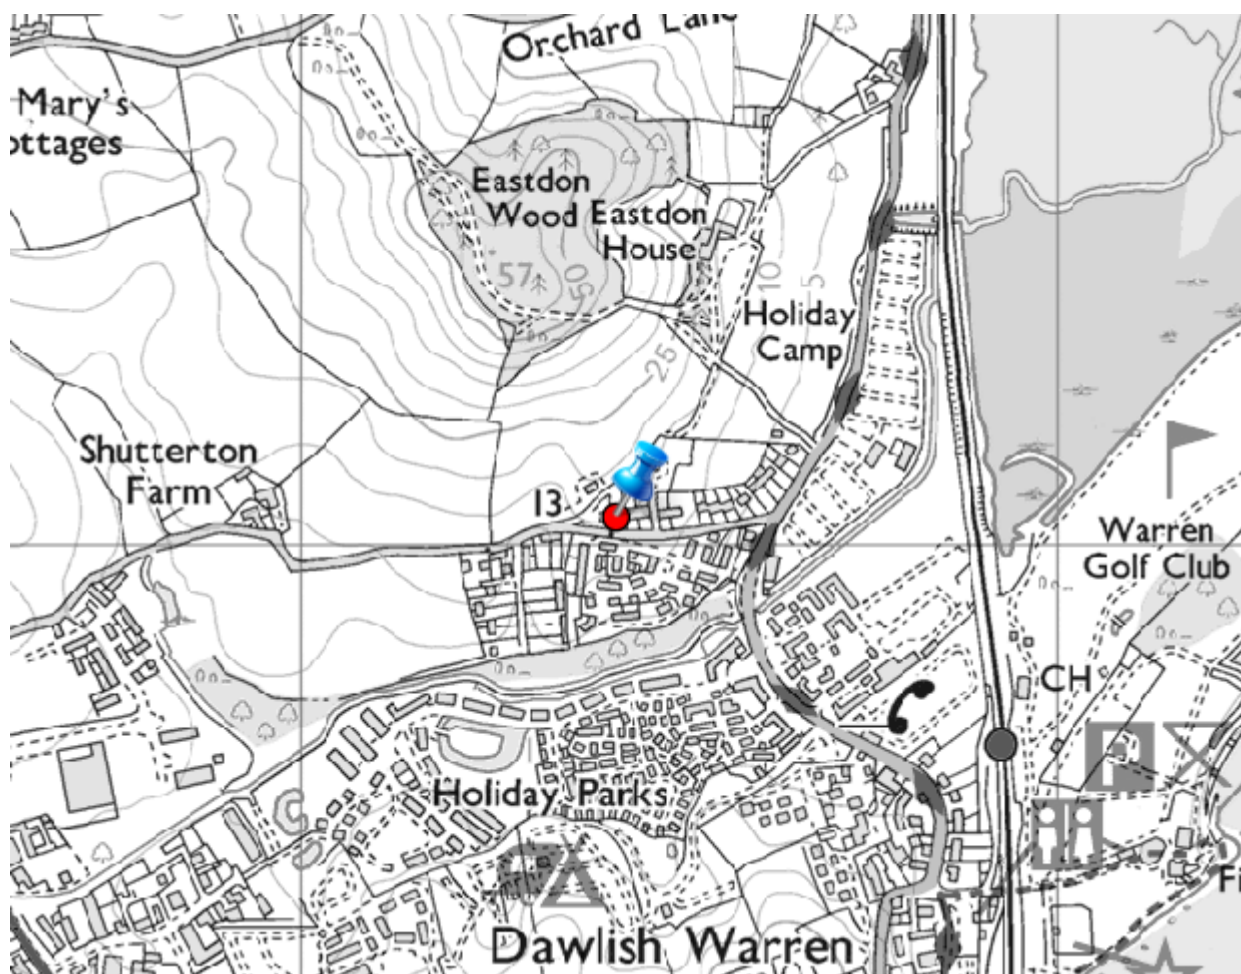 Orchard Lane
Mary's
ottages
Eastdon
Wood
Eastdon
House
57
50
10
5
Holiday
Camp
25
Shutterton
Farm
13
Warren
Golf Club
CH
P
Holiday Parks
Fi
Dawlish Warren